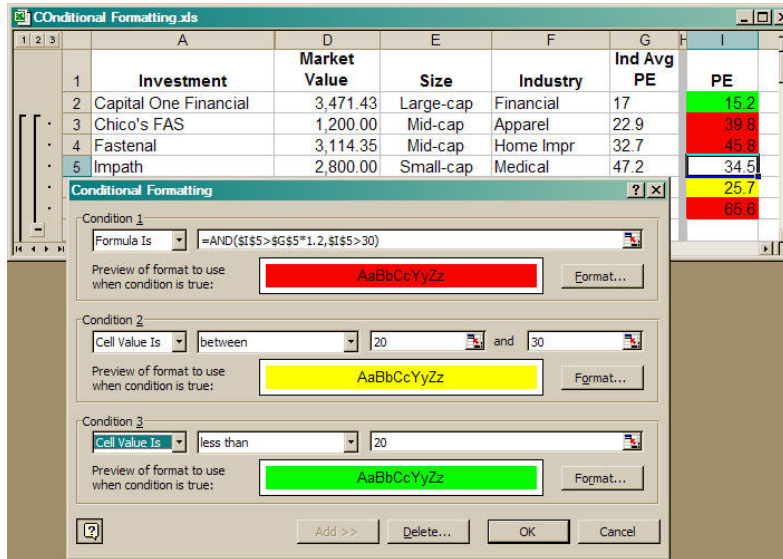 COnditional Formatting.xls
1 2 3
A D E F G H I
1 Investment Market Value Size Industry Ind Avg PE PE
2 Capital One Financial 3,471.43 Large-cap Financial 17 15.2
3 Chico's FAS 1,200.00 Mid-cap Apparel 22.9 39.8
4 Fastenal 3,114.35 Mid-cap Home Impr 32.7 45.8
5 Impath 2,800.00 Small-cap Medical 47.2 34.5
25.7
65.6
Conditional Formatting
Condition 1
Formula Is =AND($I$5>$G$5*1.2,$I$5>30)
Preview of format to use
when condition is true:
AaBbCcYyZz
Format...
Condition 2
Cell Value Is between 20 and 30
Preview of format to use
when condition is true:
AaBbCcYyZz
Format...
Condition 3
Cell Value Is less than 20
Preview of format to use
when condition is true:
AaBbCcYyZz
Format...
Add >> Delete... OK Cancel